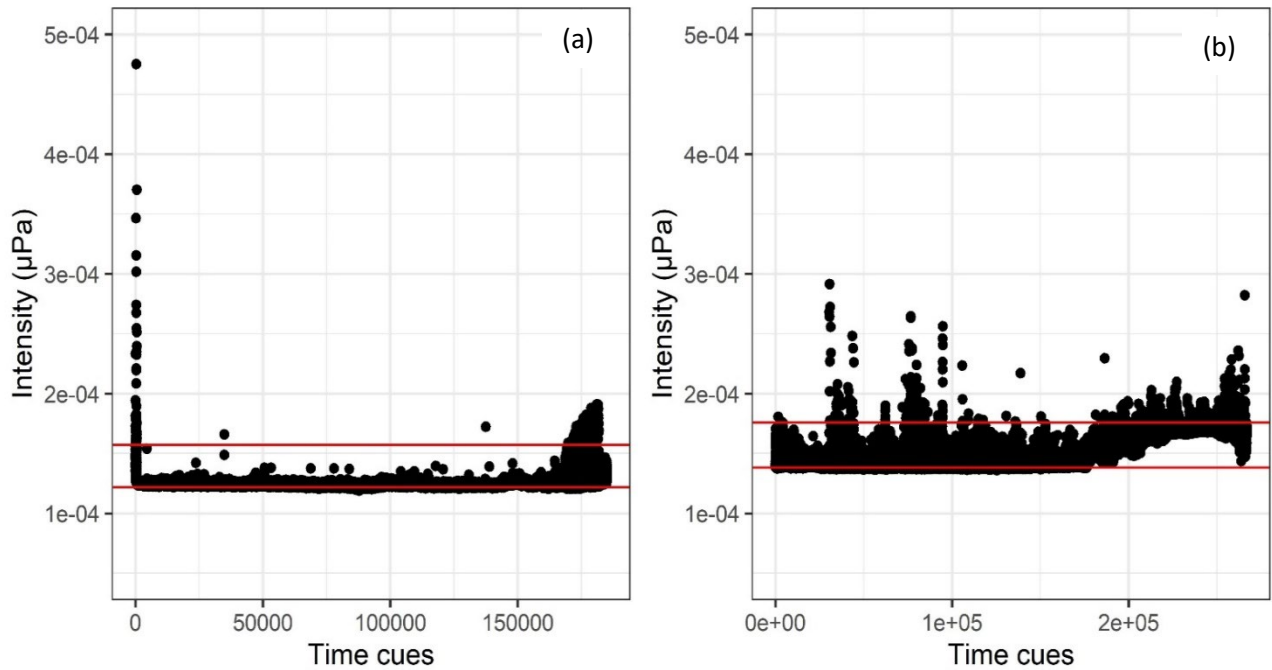 (a)
5e-04
4e-04
3e-04
2e-04
1e-04
Intensity (µPa)
0 50000 100000 150000
Time cues
(b)
5e-04
4e-04
3e-04
2e-04
1e-04
Intensity (µPa)
0e+00 1e+05 2e+05
Time cues